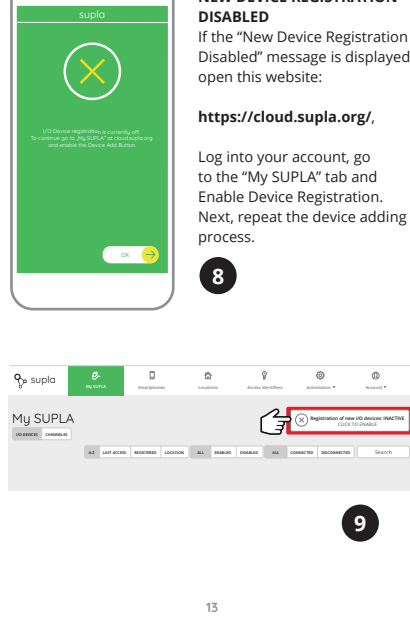 supla
I/O Device registration is currently off!
To continue go to „My SUPLA" at cloud.supla.org
and enable the Device Add Button.
OK
NEW DEVICE REGISTRATION
DISABLED
If the “New Device Registration
Disabled” message is displayed
open this website:
https://cloud.supla.org/,
Log into your account, go
to the “My SUPLA” tab and
Enable Device Registration.
Next, repeat the device adding
process.
8
supla
My SUPLA
Smartphones
Locations
Access Identifiers
Automation
Account
My SUPLA
I/O DEVICES CHANNELES
Registration of new I/O devices: INACTIVE
CLICK TO ENABLE
A-Z LAST ACCESS REGISTERED LOCATION ALL ENABLED DISABLED ALL CONNECTED DISCONNECTED Search
9
13